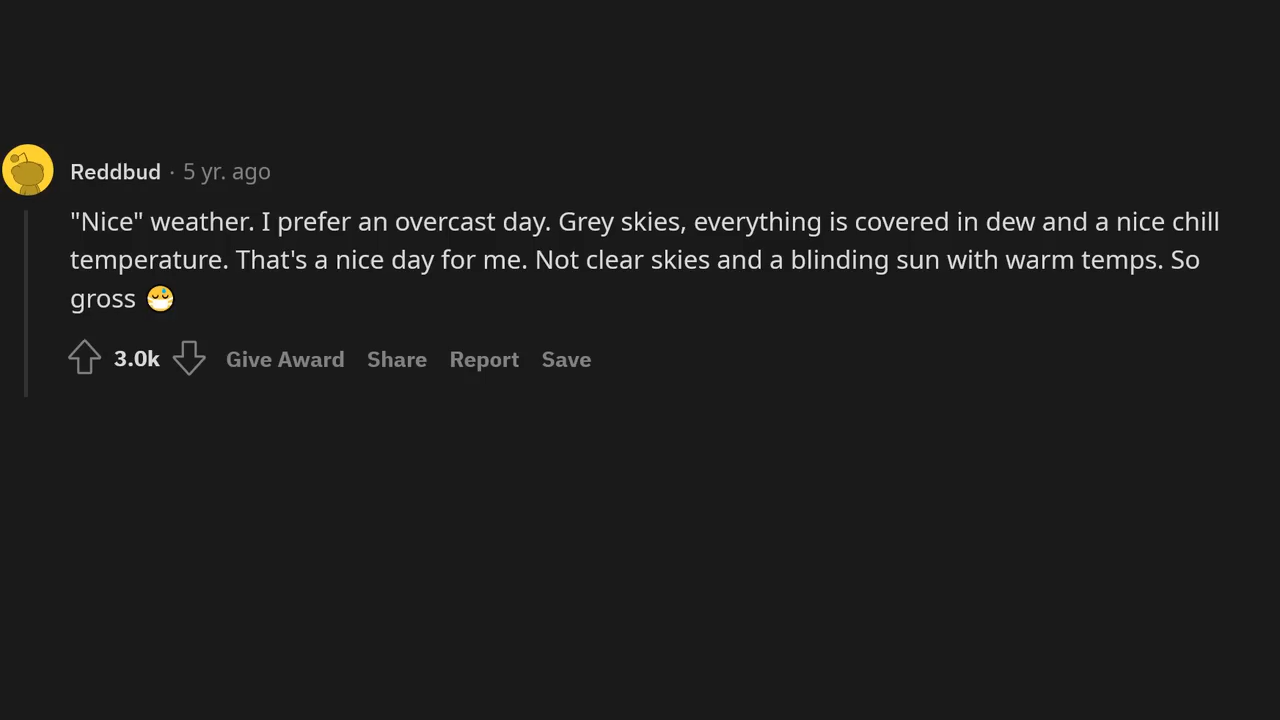 Reddbud · 5 yr. ago
"Nice" weather. I prefer an overcast day. Grey skies, everything is covered in dew and a nice chill
temperature. That's a nice day for me. Not clear skies and a blinding sun with warm temps. So
gross 😷
3.0k Give Award Share Report Save